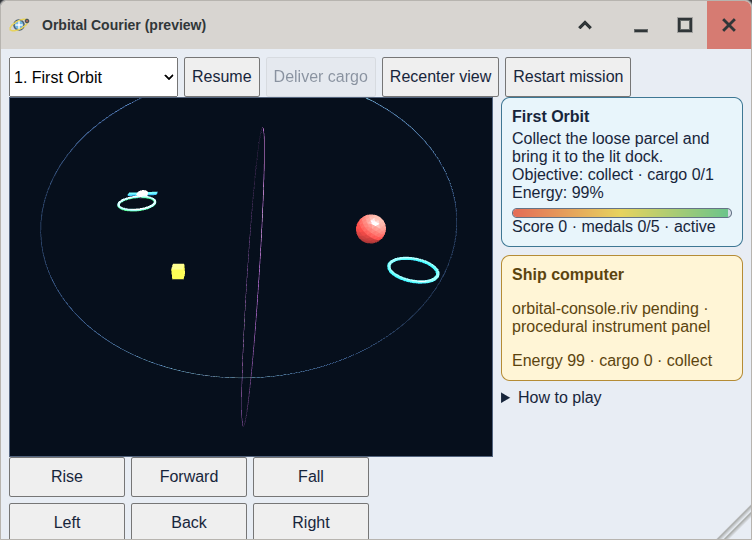 Orbital Courier (preview)
1. First Orbit
Resume
Deliver cargo
Recenter view
Restart mission
First Orbit
Collect the loose parcel and
bring it to the lit dock.
Objective: collect · cargo 0/1
Energy: 99%
Score 0 · medals 0/5 · active
Ship computer
orbital-console.riv pending ·
procedural instrument panel
Energy 99 · cargo 0 · collect
How to play
Rise
Forward
Fall
Left
Back
Right